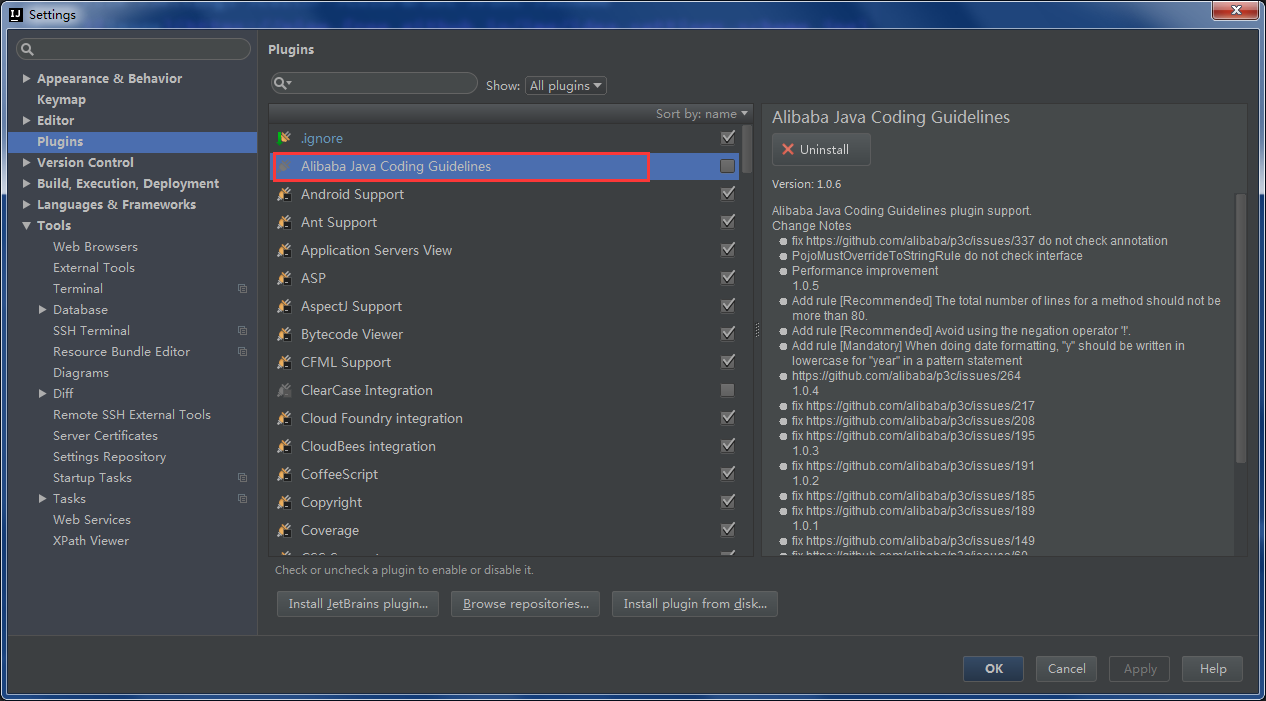 Settings
Appearance & Behavior
Keymap
Editor
Plugins
Version Control
Build, Execution, Deployment
Languages & Frameworks
Tools
Web Browsers
External Tools
Terminal
Database
SSH Terminal
Resource Bundle Editor
Diagrams
Diff
Remote SSH External Tools
Server Certificates
Settings Repository
Startup Tasks
Tasks
Web Services
XPath Viewer
Plugins
Show: All plugins
Sort by: name
.ignore
Alibaba Java Coding Guidelines
Android Support
Ant Support
Application Servers View
ASP
AspectJ Support
Bytecode Viewer
CFML Support
ClearCase Integration
Cloud Foundry integration
CloudBees integration
CoffeeScript
Copyright
Coverage
Check or uncheck a plugin to enable or disable it.
Install JetBrains plugin...
Browse repositories...
Install plugin from disk...
Alibaba Java Coding Guidelines
Uninstall
Version: 1.0.6
Alibaba Java Coding Guidelines plugin support.
Change Notes
fix https://github.com/alibaba/p3c/issues/337 do not check annotation
PojoMustOverrideToStringRule do not check interface
Performance improvement
1.0.5
Add rule [Recommended] The total number of lines for a method should not be
more than 80.
Add rule [Recommended] Avoid using the negation operator '!'.
Add rule [Mandatory] When doing date formatting, "y" should be written in
lowercase for "year" in a pattern statement
https://github.com/alibaba/p3c/issues/264
1.0.4
fix https://github.com/alibaba/p3c/issues/217
fix https://github.com/alibaba/p3c/issues/208
fix https://github.com/alibaba/p3c/issues/195
1.0.3
fix https://github.com/alibaba/p3c/issues/191
1.0.2
fix https://github.com/alibaba/p3c/issues/185
fix https://github.com/alibaba/p3c/issues/189
1.0.1
fix https://github.com/alibaba/p3c/issues/149
OK
Cancel
Apply
Help